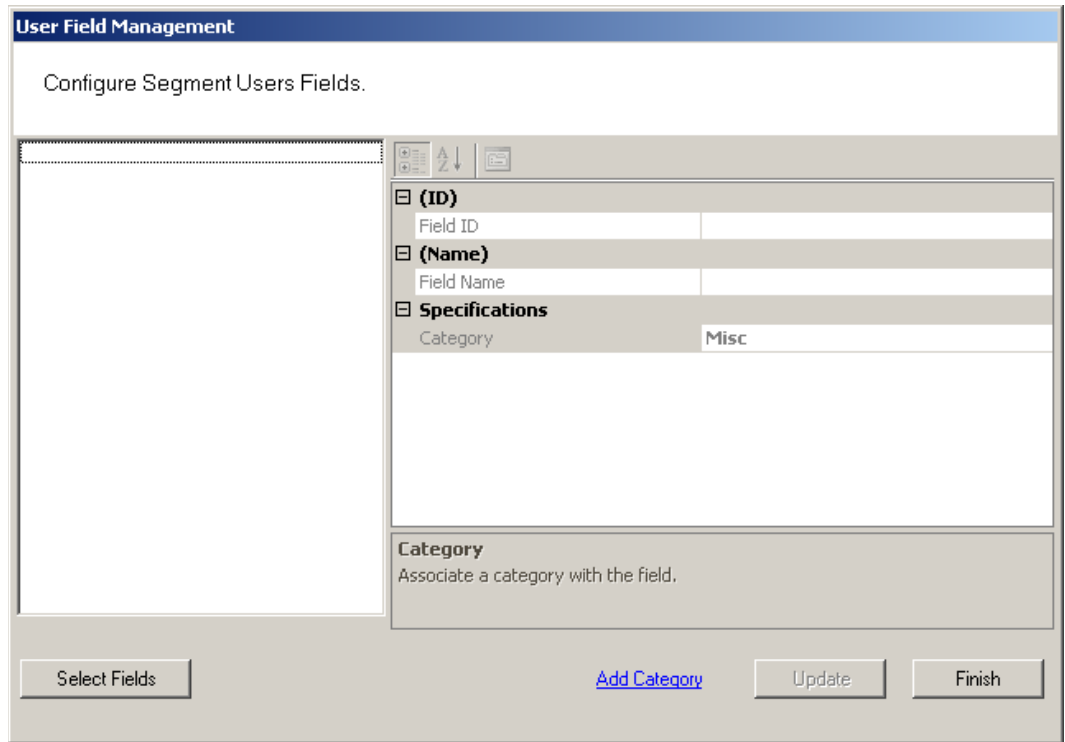 User Field Management
Configure Segment Users Fields.
(ID)
Field ID
(Name)
Field Name
Specifications
Category Misc
Category
Associate a category with the field.
Select Fields Add Category Update Finish